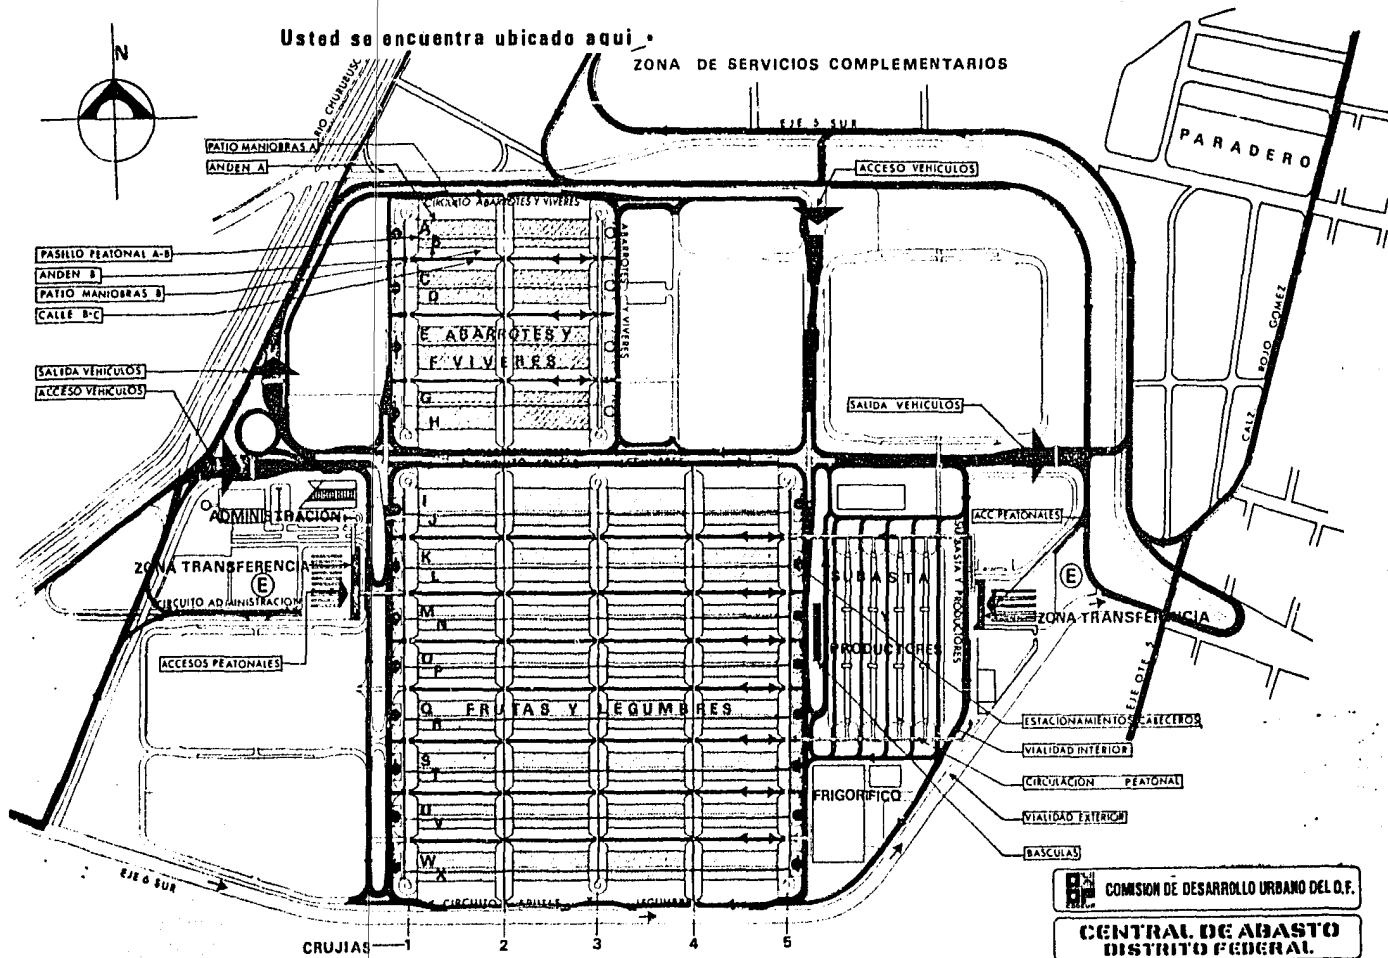 Usted se encuentra ubicado aqui
ZONA DE SERVICIOS COMPLEMENTARIOS
N
RIO CHURUBUSCO
EJE 5 SUR
PARADERO
PATIO MANIOBRAS A
ANDEN A
ACCESO VEHICULOS
CIRCUITO ABARROTES Y VIVERES
A
B
PASILLO PEATONAL A-B
ANDEN B
PATIO MANIOBRAS B
CALLE B-C
ABARROTES Y VIVERES
C
D
E ABARROTES Y
F VIVERES
G
H
CALZ ROJO GOMEZ
SALIDA VEHICULOS
ACCESO VEHICULOS
SALIDA VEHICULOS
I
J
ADMINISTRACION
ACC PEATONALES
K
L
ZONA TRANSFERENCIA
E
CIRCUITO ADMINISTRACION
SUBASTA Y PRODUCTORES
SUBASTA
Y
PRODUCTORES
E
ZONA TRANSFERENCIA
M
N
ACCESOS PEATONALES
O
P
EJE OTE 5
Q FRUTAS Y LEGUMBRES
R
ESTACIONAMIENTOS CABECEROS
VIALIDAD INTERIOR
S
T
CIRCULACION PEATONAL
FRIGORIFICO
U
V
VIALIDAD EXTERIOR
BASCULAS
W
X
EJE 6 SUR
CIRCUITO
CRUJIAS 1 2 3 4 5
COMISION DE DESARROLLO URBANO DEL D.F.
CENTRAL DE ABASTO
DISTRITO FEDERAL